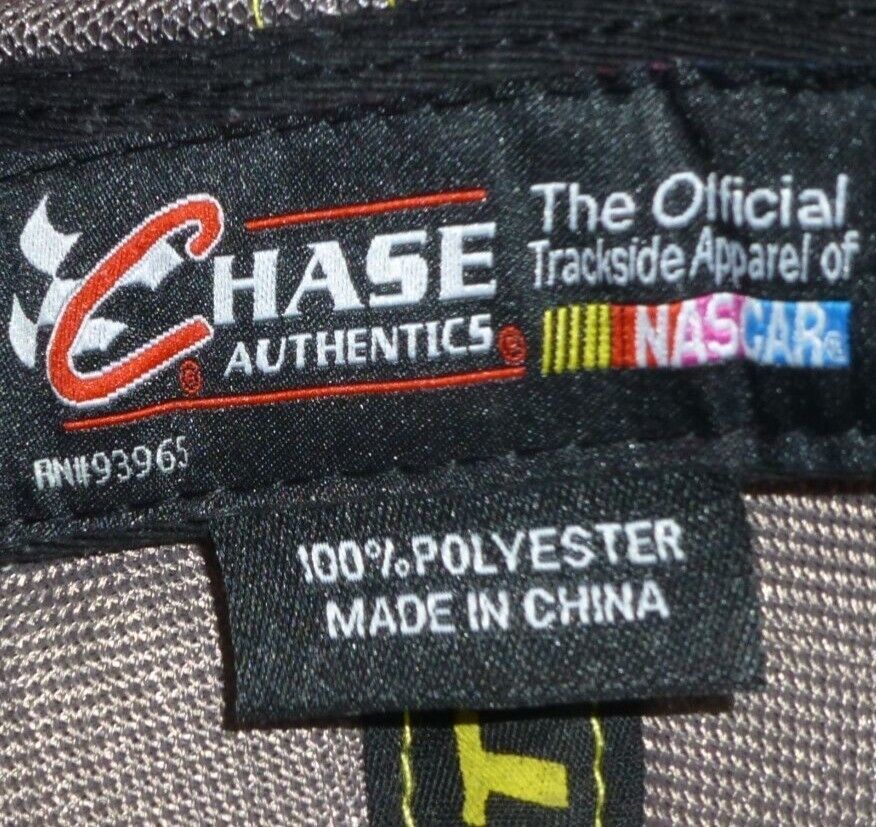 CHASE
AUTHENTICS®
®
The Official
Trackside Apparel of
NASCAR®
RN#93965
100% POLYESTER
MADE IN CHINA